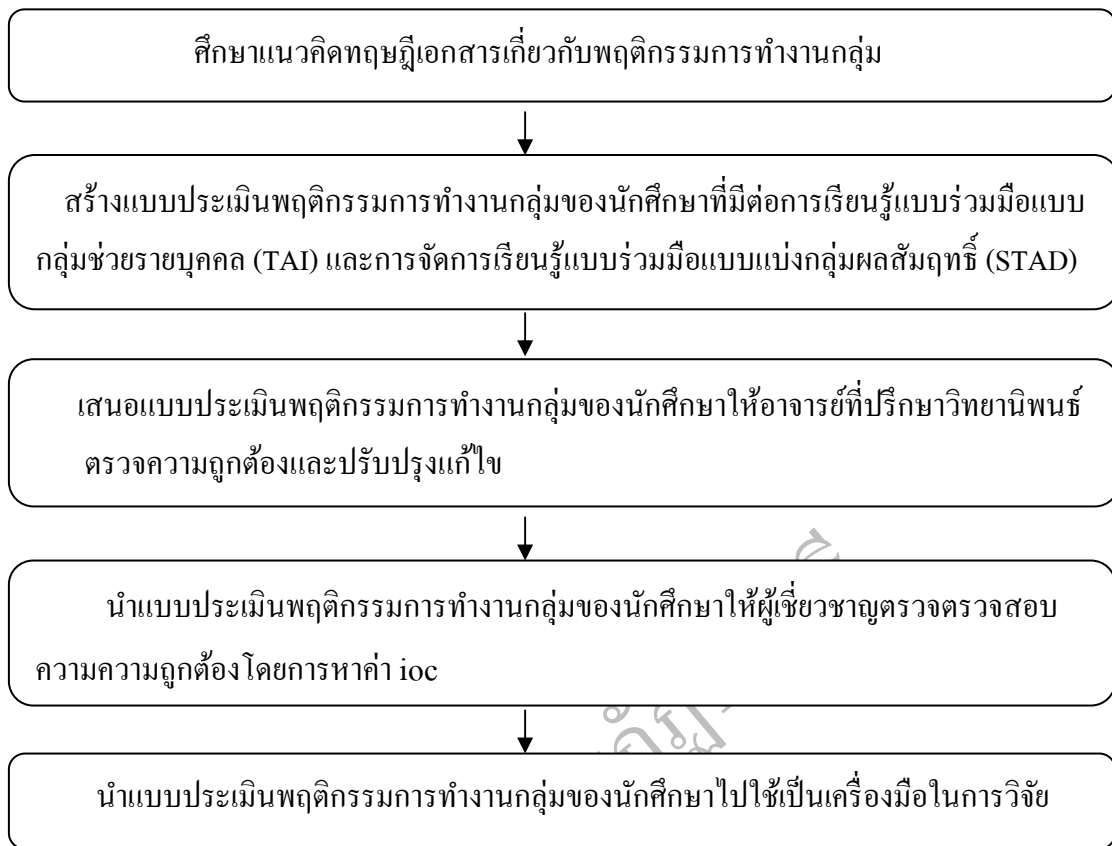 ศึกษาแนวคิดทฤษฎีเอกสารเกี่ยวกับพฤติกรรมการทำงานกลุ่ม
สร้างแบบประเมินพฤติกรรมการทำงานกลุ่มของนักศึกษาที่มีต่อการเรียนรู้แบบร่วมมือแบบ
กลุ่มช่วยรายบุคคล (TAI) และการจัดการเรียนรู้แบบร่วมมือแบบแบ่งกลุ่มผลสัมฤทธิ์ (STAD)
เสนอแบบประเมินพฤติกรรมการทำงานกลุ่มของนักศึกษาให้อาจารย์ที่ปรึกษาวิทยานิพนธ์
ตรวจความถูกต้องและปรับปรุงแก้ไข
นำแบบประเมินพฤติกรรมการทำงานกลุ่มของนักศึกษาให้ผู้เชี่ยวชาญตรวจตรวจสอบ
ความความถูกต้องโดยการหาค่า ioc
นำแบบประเมินพฤติกรรมการทำงานกลุ่มของนักศึกษาไปใช้เป็นเครื่องมือในการวิจัย